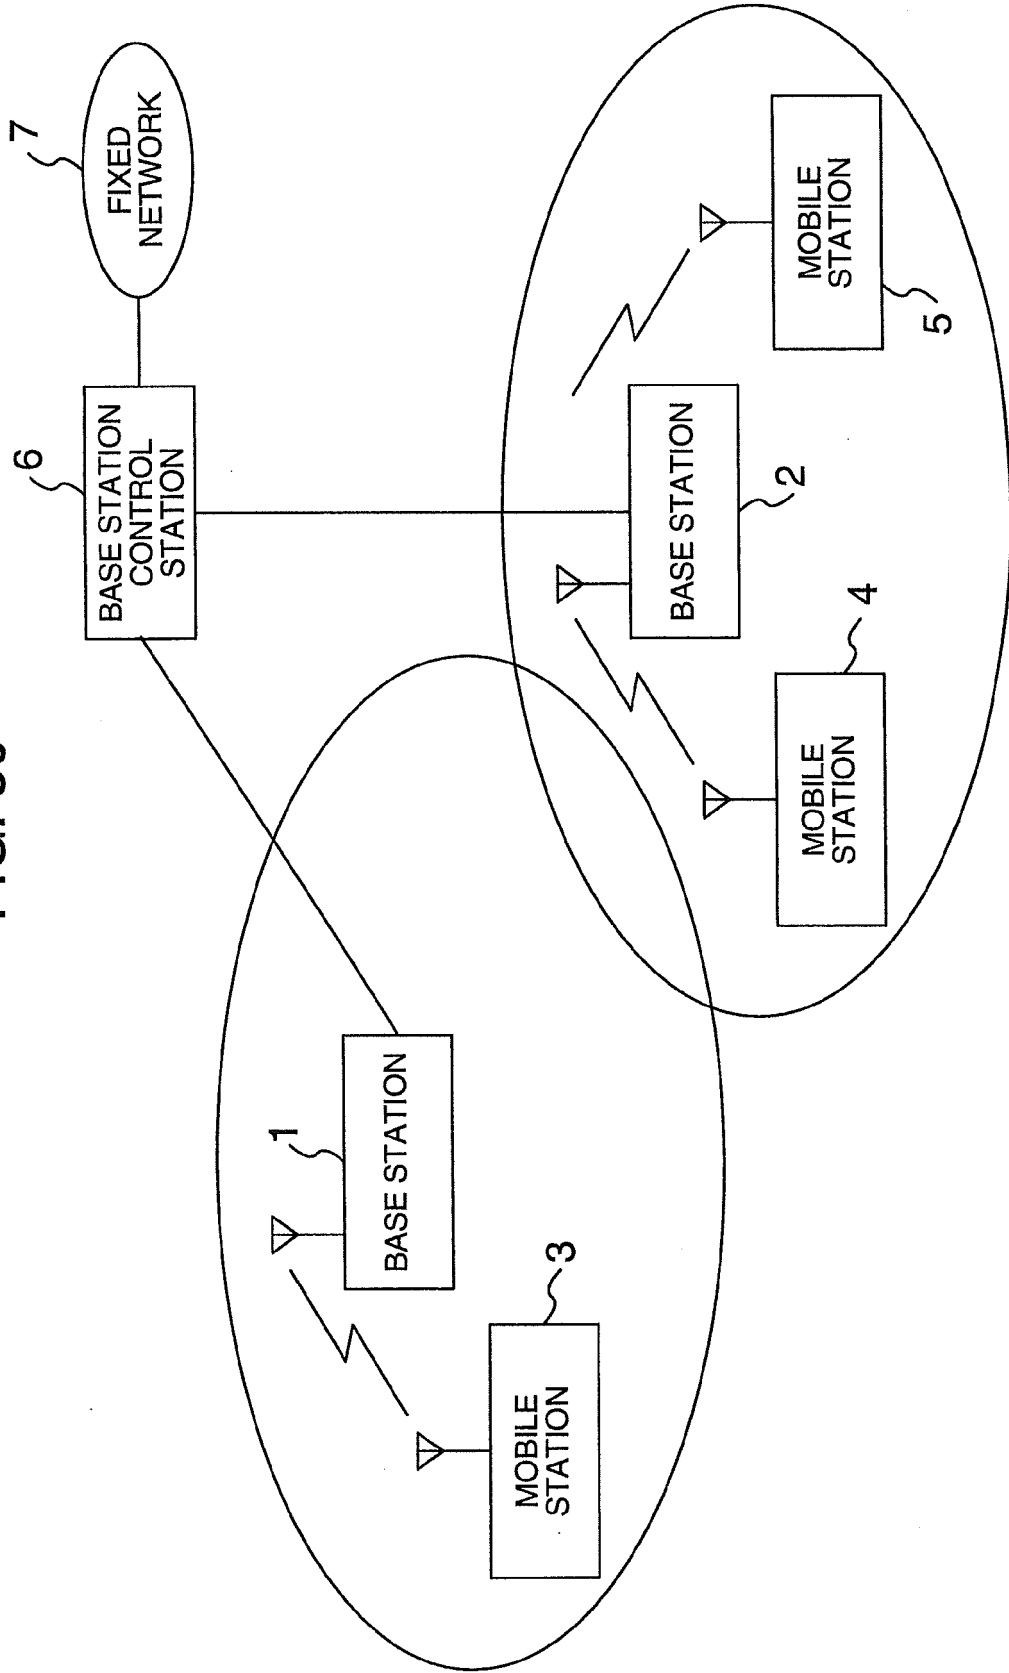 6
7
BASE STATION
CONTROL
STATION
FIXED
NETWORK
1
BASE STATION
3
MOBILE
STATION
BASE STATION
2
4
MOBILE
STATION
MOBILE
STATION
5